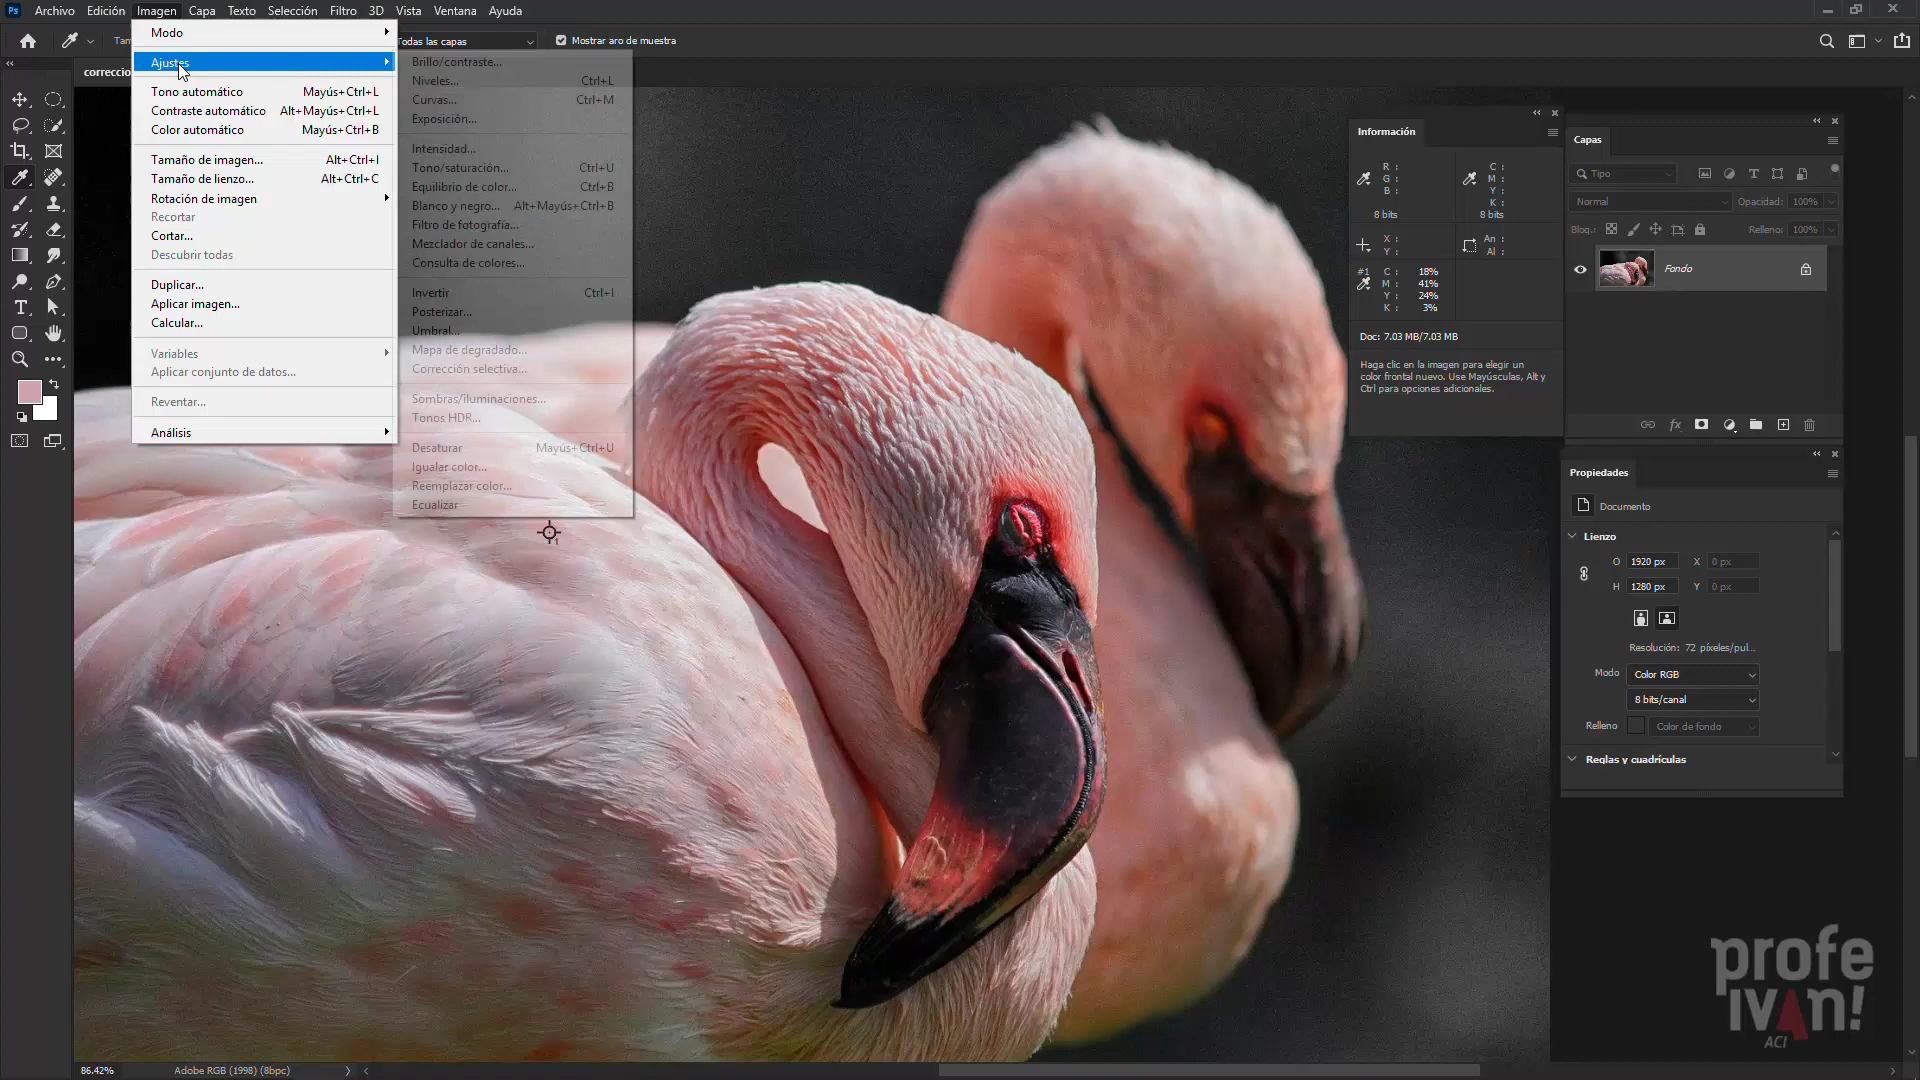 Ps Archivo Edición Imagen Capa Texto Selección Filtro 3D Vista Ventana Ayuda
Todas las capas Mostrar aro de muestra
Modo
Ajustes
Tono automático Mayús+Ctrl+L
Contraste automático Alt+Mayús+Ctrl+L
Color automático Mayús+Ctrl+B
Tamaño de imagen... Alt+Ctrl+I
Tamaño de lienzo... Alt+Ctrl+C
Rotación de imagen
Recortar
Cortar...
Descubrir todas
Duplicar...
Aplicar imagen...
Calcular...
Variables
Aplicar conjunto de datos...
Reventar...
Análisis
Brillo/contraste...
Niveles... Ctrl+L
Curvas... Ctrl+M
Exposición...
Intensidad...
Tono/saturación... Ctrl+U
Equilibrio de color... Ctrl+B
Blanco y negro... Alt+Mayús+Ctrl+B
Filtro de fotografía...
Mezclador de canales...
Consulta de colores...
Invertir Ctrl+I
Posterizar...
Umbral...
Mapa de degradado...
Corrección selectiva...
Sombras/iluminaciones...
Tonos HDR...
Desaturar Mayús+Ctrl+U
Igualar color...
Reemplazar color...
Ecualizar
1
Información
R : C :
G : M :
B : Y :
K :
8 bits 8 bits
X : An :
Y : Al :
#1 C : 18%
M : 41%
Y : 24%
K : 3%
Doc: 7.03 MB/7.03 MB
Haga clic en la imagen para elegir un
color frontal nuevo. Use Mayúsculas, Alt y
Ctrl para opciones adicionales.
Capas
Tipo
Normal Opacidad: 100%
Bloq.: Relleno: 100%
Fondo
fx
Propiedades
Documento
Lienzo
O 1920 px X 0 px
H 1280 px Y 0 px
Resolución: 72 píxeles/pul...
Modo Color RGB
8 bits/canal
Relleno Color de fondo
Reglas y cuadrículas
profe
IVAN!
ACI
86.42% Adobe RGB (1998) (8bpc)